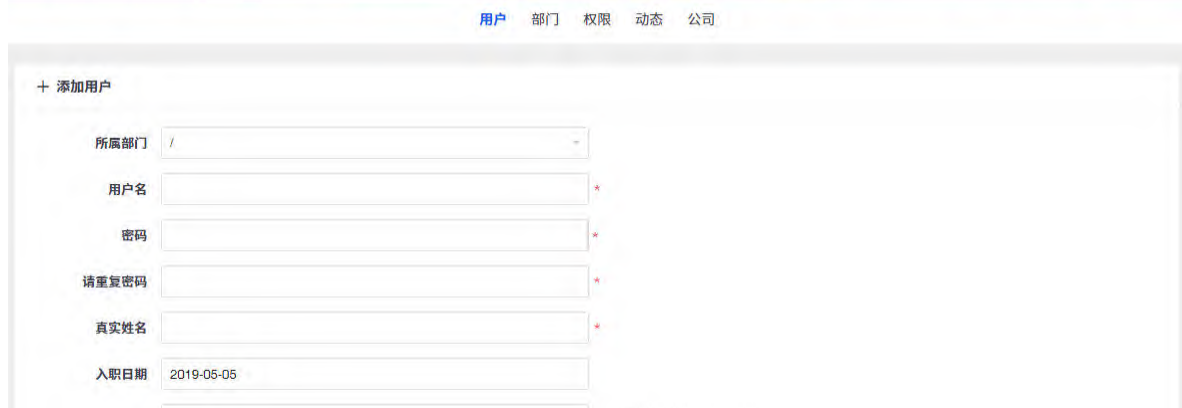 用户 部门 权限 动态 公司
+ 添加用户
所属部门 /
用户名 *
密码 *
请重复密码 *
真实姓名 *
入职日期 2019-05-05